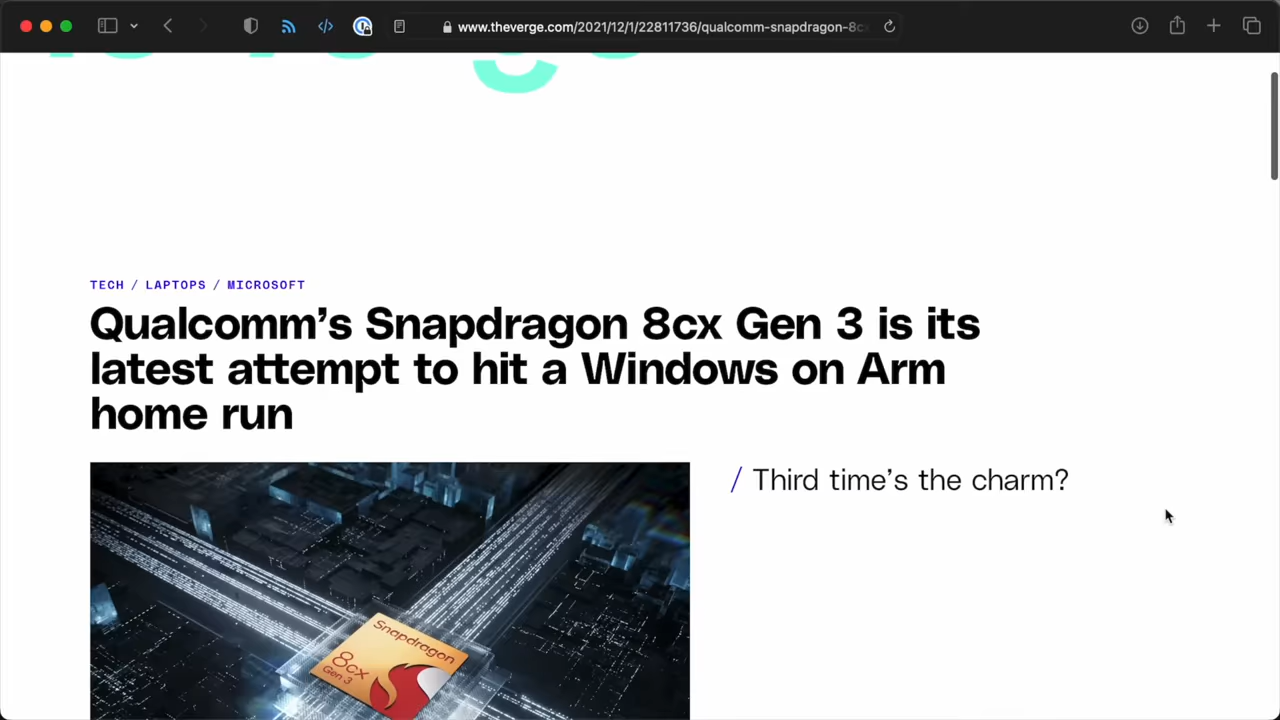 www.theverge.com/2021/12/1/22811736/qualcomm-snapdragon-8cx
TECH / LAPTOPS / MICROSOFT
Qualcomm’s Snapdragon 8cx Gen 3 is its
latest attempt to hit a Windows on Arm
home run
/ Third time’s the charm?
Snapdragon
8cx
Gen 3